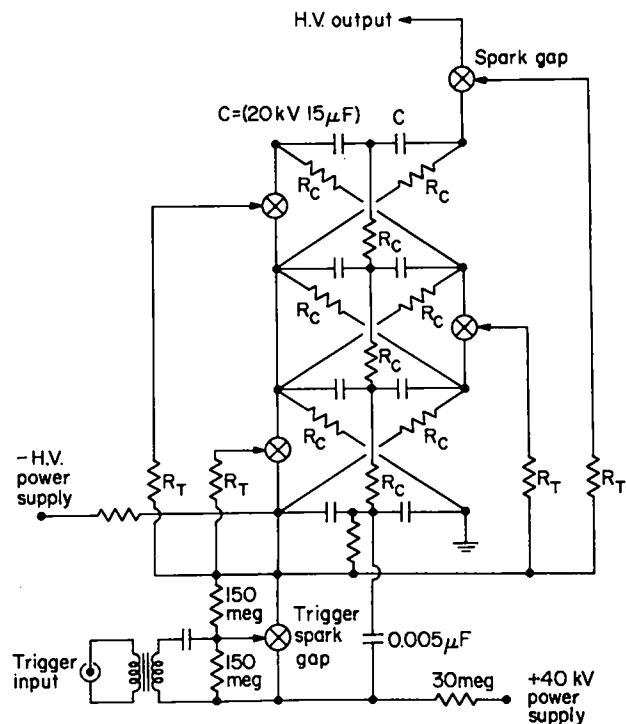 H.V. output
Spark gap
C=(20kV 15μF)
C
R_C
R_C
R_C
R_C
R_C
R_C
R_C
R_C
R_C
-H.V.
power
supply
R_T
R_T
R_T
R_T
150
meg
Trigger
spark
gap
0.005μF
Trigger
input
150
meg
30meg
+40 kV
power
supply